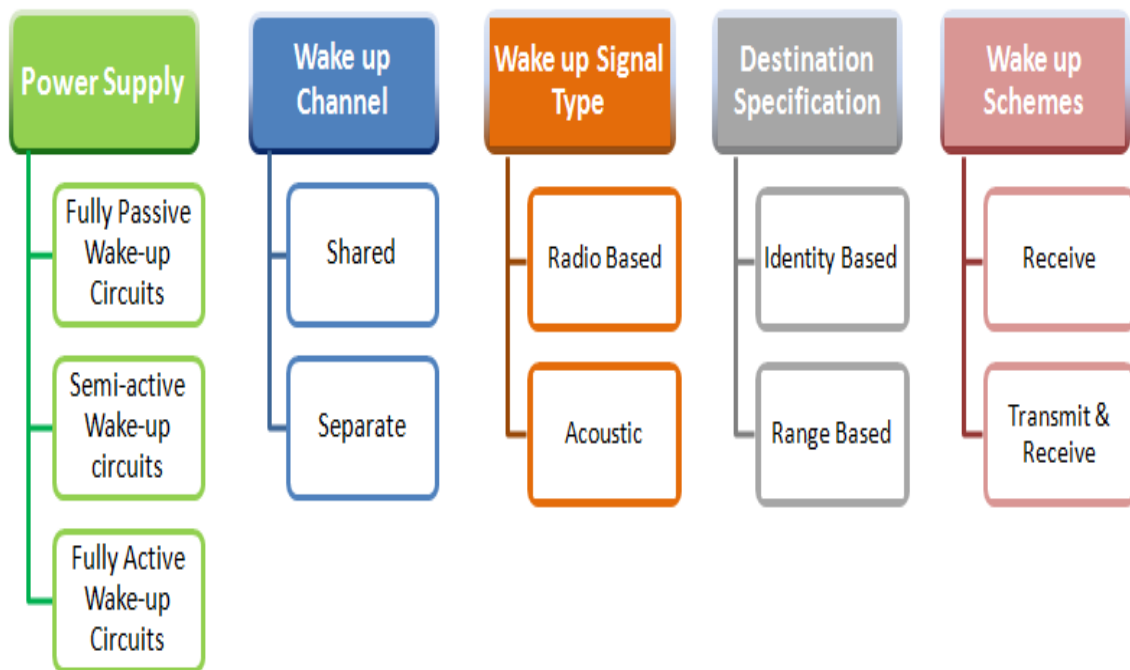 Power Supply
Fully Passive
Wake-up
Circuits
Semi-active
Wake-up
circuits
Fully Active
Wake-up
Circuits
Wake up
Channel
Shared
Separate
Wake up Signal
Type
Radio Based
Acoustic
Destination
Specification
Identity Based
Range Based
Wake up
Schemes
Receive
Transmit &
Receive